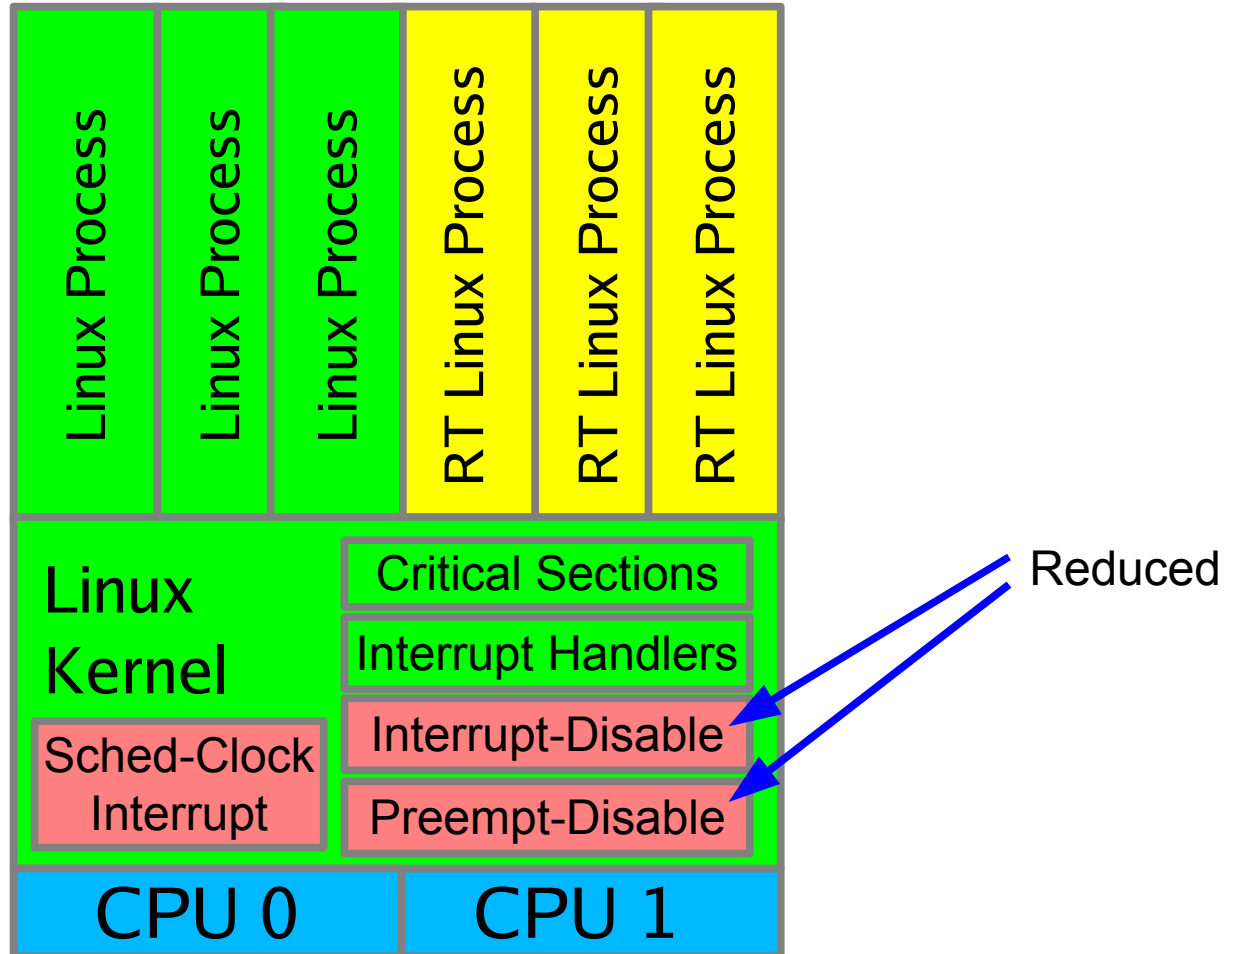 Linux Process
Linux Process
Linux Process
RT Linux Process
RT Linux Process
RT Linux Process
Linux
Kernel
Sched-Clock
Interrupt
Critical Sections
Interrupt Handlers
Interrupt-Disable
Preempt-Disable
Reduced
CPU 0
CPU 1